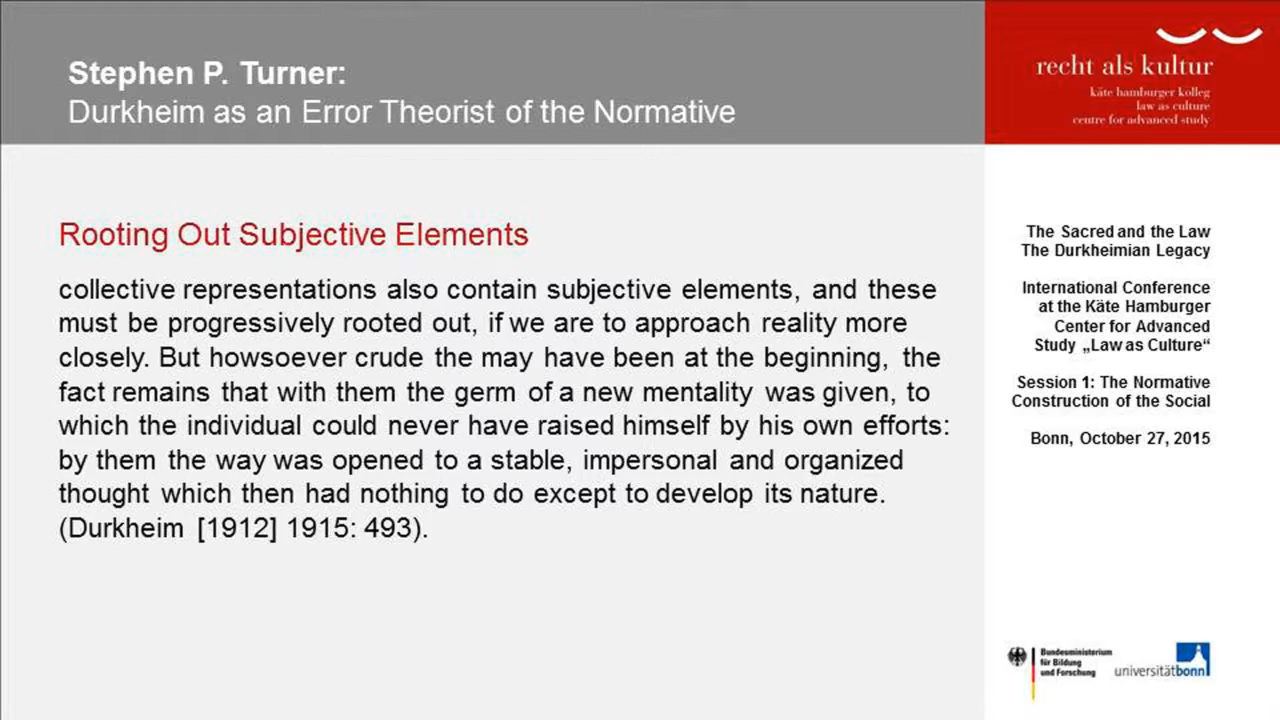 Stephen P. Turner:
Durkheim as an Error Theorist of the Normative
recht als kultur
käte hamburger kolleg
law as culture
centre for advanced study
Rooting Out Subjective Elements
collective representations also contain subjective elements, and these
must be progressively rooted out, if we are to approach reality more
closely. But howsoever crude the may have been at the beginning, the
fact remains that with them the germ of a new mentality was given, to
which the individual could never have raised himself by his own efforts:
by them the way was opened to a stable, impersonal and organized
thought which then had nothing to do except to develop its nature.
(Durkheim [1912] 1915: 493).
The Sacred and the Law
The Durkheimian Legacy
International Conference
at the Käte Hamburger
Center for Advanced
Study „Law as Culture“
Session 1: The Normative
Construction of the Social
Bonn, October 27, 2015
Bundesministerium
für Bildung
und Forschung
universitätbonn